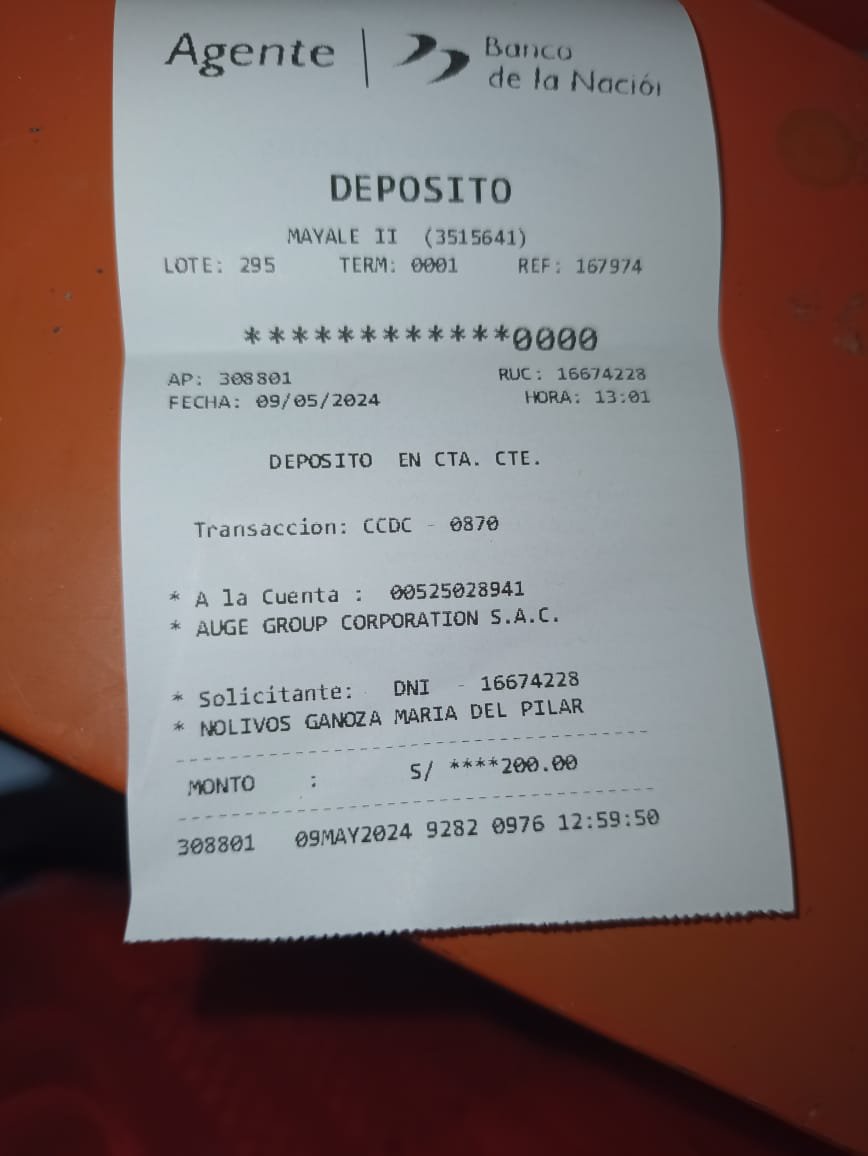 Agente | Banco
de la Nación
DEPOSITO
MAYALE II (3515641)
LOTE: 295 TERM: 0001 REF: 167974
************0000
AP: 308801 RUC: 16674228
FECHA: 09/05/2024 HORA: 13:01
DEPOSITO EN CTA. CTE.
Transaccion: CCDC - 0870
* A la Cuenta : 00525028941
* AUGE GROUP CORPORATION S.A.C.
* Solicitante: DNI - 16674228
* NOLIVOS GANOZA MARIA DEL PILAR
MONTO : S/ ****200.00
308801 09MAY2024 9282 0976 12:59:50